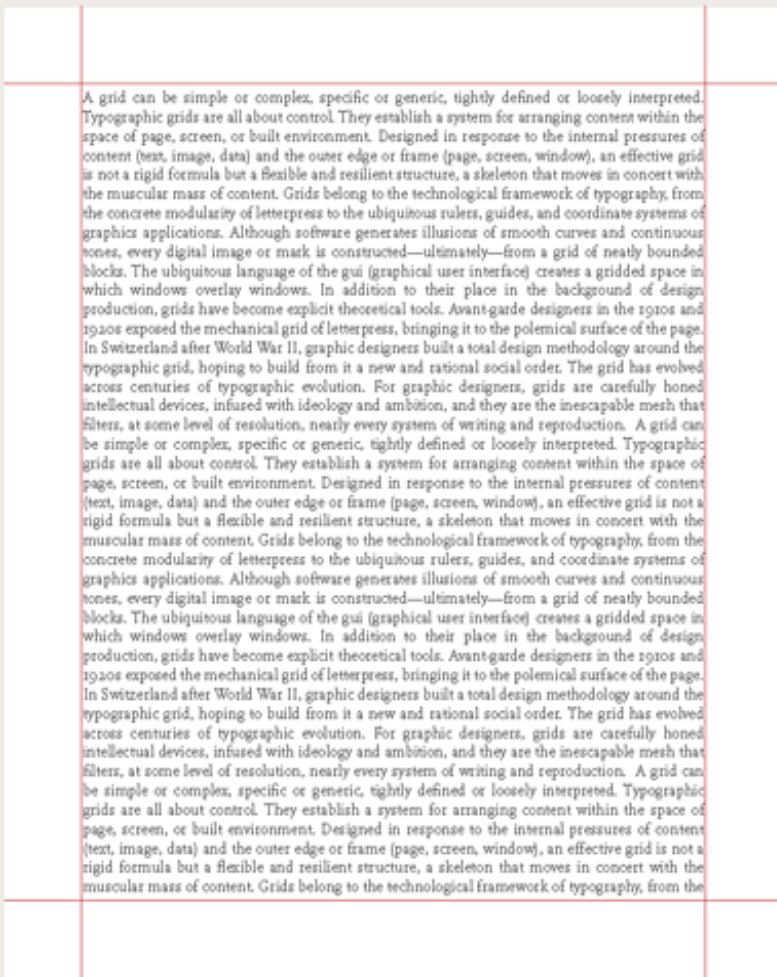 A grid can be simple or complex, specific or generic, tightly defined or loosely interpreted.
Typographic grids are all about control. They establish a system for arranging content within the
space of page, screen, or built environment. Designed in response to the internal pressures of
content (text, image, data) and the outer edge or frame (page, screen, window), an effective grid
is not a rigid formula but a flexible and resilient structure, a skeleton that moves in concert with
the muscular mass of content. Grids belong to the technological framework of typography, from
the concrete modularity of letterpress to the ubiquitous rulers, guides, and coordinate systems of
graphics applications. Although software generates illusions of smooth curves and continuous
tones, every digital image or mark is constructed—ultimately—from a grid of neatly bounded
blocks. The ubiquitous language of the gui (graphical user interface) creates a gridded space in
which windows overlay windows. In addition to their place in the background of design
production, grids have become explicit theoretical tools. Avant-garde designers in the 1910s and
1920s exposed the mechanical grid of letterpress, bringing it to the polemical surface of the page.
In Switzerland after World War II, graphic designers built a total design methodology around the
typographic grid, hoping to build from it a new and rational social order. The grid has evolved
across centuries of typographic evolution. For graphic designers, grids are carefully honed
intellectual devices, infused with ideology and ambition, and they are the inescapable mesh that
filters, at some level of resolution, nearly every system of writing and reproduction. A grid can
be simple or complex, specific or generic, tightly defined or loosely interpreted. Typographic
grids are all about control. They establish a system for arranging content within the space of
page, screen, or built environment. Designed in response to the internal pressures of content
(text, image, data) and the outer edge or frame (page, screen, window), an effective grid is not a
rigid formula but a flexible and resilient structure, a skeleton that moves in concert with the
muscular mass of content. Grids belong to the technological framework of typography, from the
concrete modularity of letterpress to the ubiquitous rulers, guides, and coordinate systems of
graphics applications. Although software generates illusions of smooth curves and continuous
tones, every digital image or mark is constructed—ultimately—from a grid of neatly bounded
blocks. The ubiquitous language of the gui (graphical user interface) creates a gridded space in
which windows overlay windows. In addition to their place in the background of design
production, grids have become explicit theoretical tools. Avant-garde designers in the 1910s and
1920s exposed the mechanical grid of letterpress, bringing it to the polemical surface of the page.
In Switzerland after World War II, graphic designers built a total design methodology around the
typographic grid, hoping to build from it a new and rational social order. The grid has evolved
across centuries of typographic evolution. For graphic designers, grids are carefully honed
intellectual devices, infused with ideology and ambition, and they are the inescapable mesh that
filters, at some level of resolution, nearly every system of writing and reproduction. A grid can
be simple or complex, specific or generic, tightly defined or loosely interpreted. Typographic
grids are all about control. They establish a system for arranging content within the space of
page, screen, or built environment. Designed in response to the internal pressures of content
(text, image, data) and the outer edge or frame (page, screen, window), an effective grid is not a
rigid formula but a flexible and resilient structure, a skeleton that moves in concert with the
muscular mass of content. Grids belong to the technological framework of typography, from the